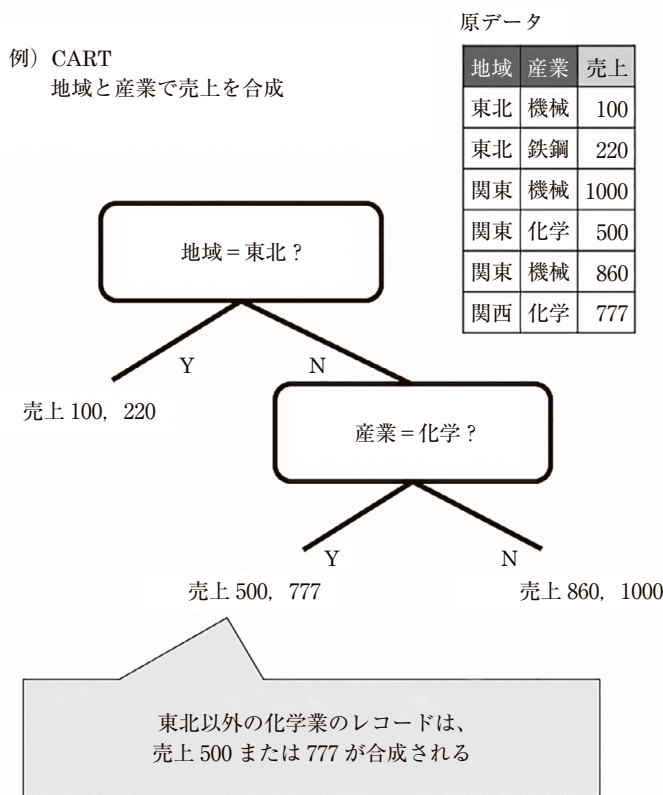 例）CART
地域と産業で売上を合成
原データ
地域 産業 売上
東北 機械 100
東北 鉄鋼 220
関東 機械 1000
関東 化学 500
関東 機械 860
関西 化学 777
地域＝東北？
Y N
売上 100，220
産業＝化学？
Y N
売上 500，777 売上 860，1000
東北以外の化学業のレコードは、
売上 500 または 777 が合成される